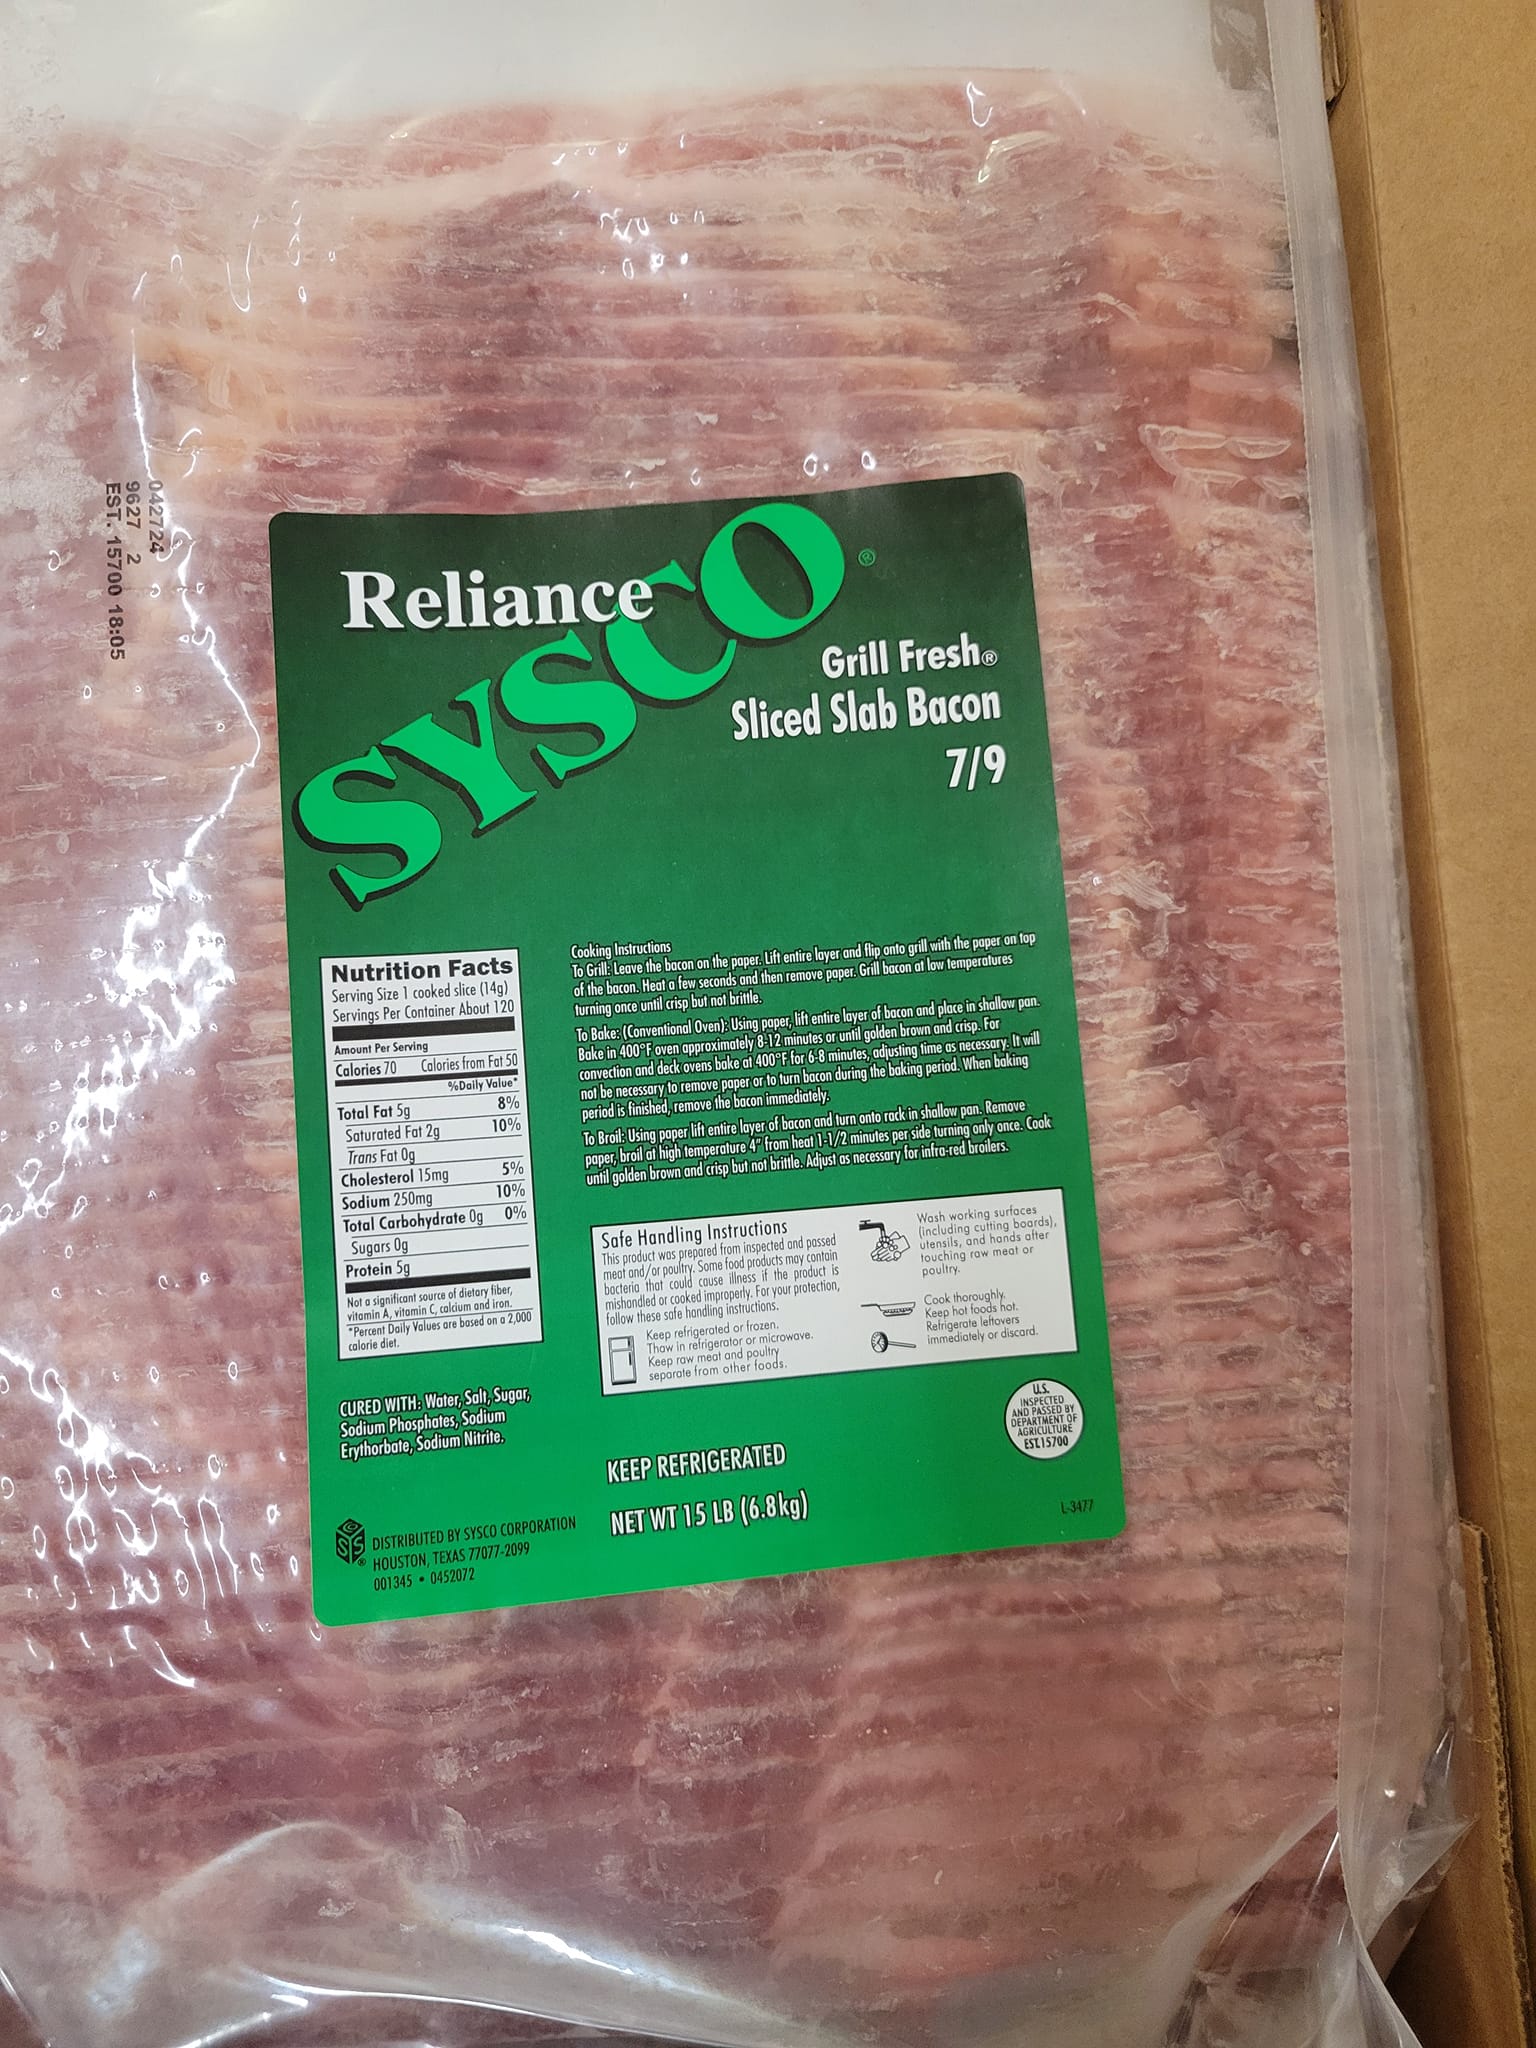 042724
9627 2
EST. 15700 18:05
Reliance
SYSCO®
Grill Fresh®
Sliced Slab Bacon
7/9
Nutrition Facts
Serving Size 1 cooked slice (14g)
Servings Per Container About 120
Amount Per Serving
Calories 70 Calories from Fat 50
%Daily Value*
Total Fat 5g 8%
Saturated Fat 2g 10%
Trans Fat 0g
Cholesterol 15mg 5%
Sodium 250mg 10%
Total Carbohydrate 0g 0%
Sugars 0g
Protein 5g
Not a significant source of dietary fiber,
vitamin A, vitamin C, calcium and iron.
*Percent Daily Values are based on a 2,000
calorie diet.
CURED WITH: Water, Salt, Sugar,
Sodium Phosphates, Sodium
Erythorbate, Sodium Nitrite.
Cooking Instructions
To Grill: Leave the bacon on the paper. Lift entire layer and flip onto grill with the paper on top
of the bacon. Heat a few seconds and then remove paper. Grill bacon at low temperatures
turning once until crisp but not brittle.
To Bake: (Conventional Oven): Using paper, lift entire layer of bacon and place in shallow pan.
Bake in 400°F oven approximately 8-12 minutes or until golden brown and crisp. For
convection and deck ovens bake at 400°F for 6-8 minutes, adjusting time as necessary. It will
not be necessary to remove paper or to turn bacon during the baking period. When baking
period is finished, remove the bacon immediately.
To Broil: Using paper lift entire layer of bacon and turn onto rack in shallow pan. Remove
paper, broil at high temperature 4" from heat 1-1/2 minutes per side turning only once. Cook
until golden brown and crisp but not brittle. Adjust as necessary for infra-red broilers.
Safe Handling Instructions
This product was prepared from inspected and passed
meat and/or poultry. Some food products may contain
bacteria that could cause illness if the product is
mishandled or cooked improperly. For your protection,
follow these safe handling instructions.
Keep refrigerated or frozen.
Thaw in refrigerator or microwave.
Keep raw meat and poultry
separate from other foods.
Wash working surfaces
(including cutting boards),
utensils, and hands after
touching raw meat or
poultry.
Cook thoroughly.
Keep hot foods hot.
Refrigerate leftovers
immediately or discard.
U.S.
INSPECTED
AND PASSED BY
DEPARTMENT OF
AGRICULTURE
EST.15700
KEEP REFRIGERATED
NET WT 15 LB (6.8kg)
L-3477
DISTRIBUTED BY SYSCO CORPORATION
HOUSTON, TEXAS 77077-2099
001345 • 0452072